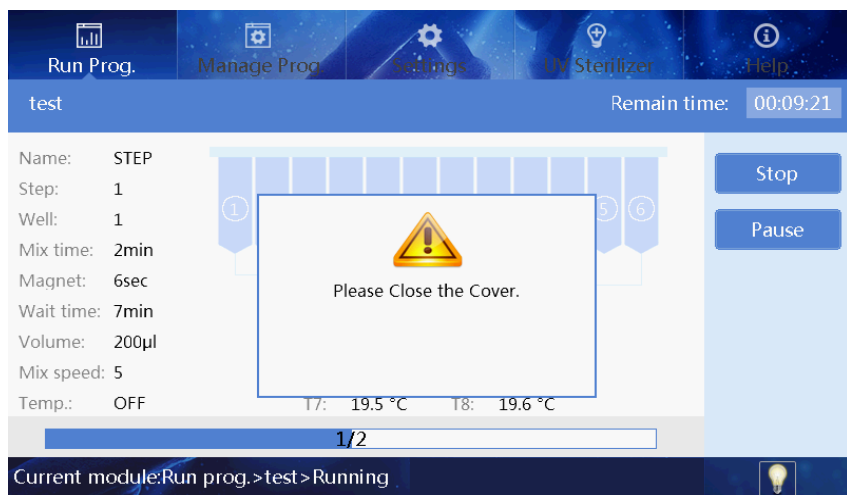 Run Prog. Manage Prog. Settings UV Sterilizer Help
test Remain time: 00:09:21
Name: STEP
Step: 1
Well: 1
Mix time: 2min
Magnet: 6sec
Wait time: 7min
Volume: 200µl
Mix speed: 5
Temp.: OFF
1 5 6
Please Close the Cover.
T7: 19.5 °C T8: 19.6 °C
Stop
Pause
1/2
Current module:Run prog.>test>Running